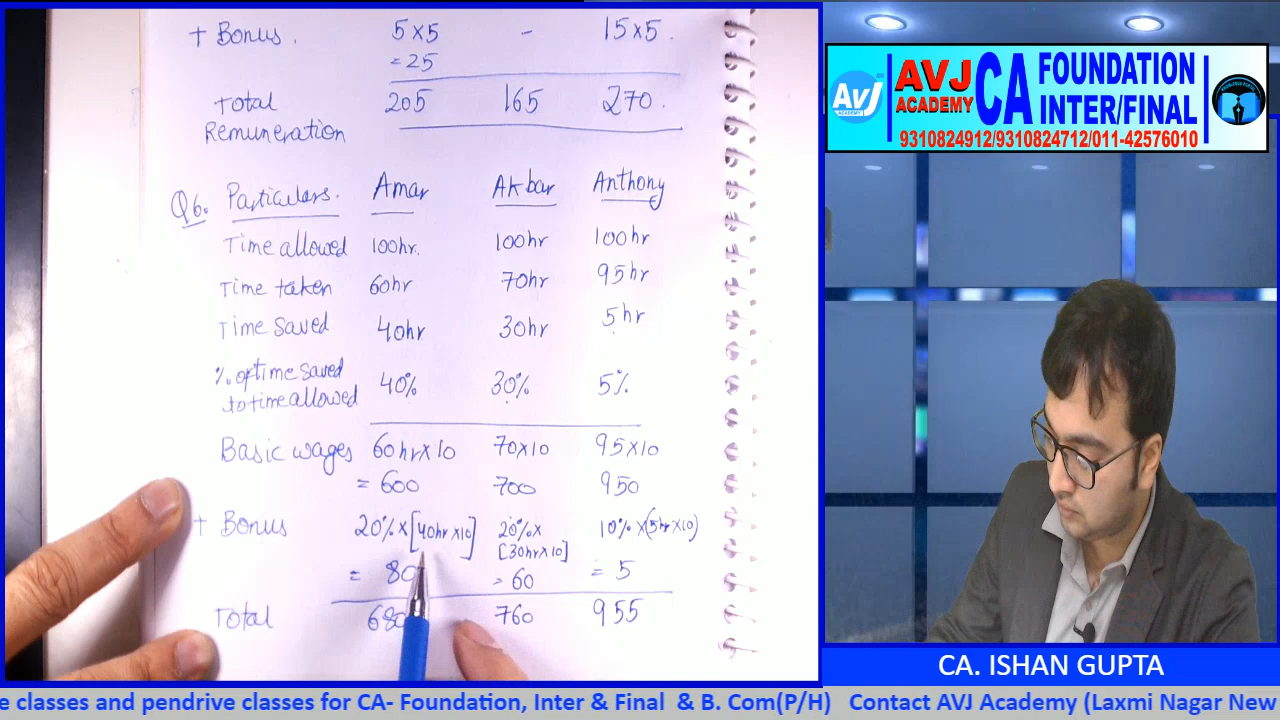 + Bonus. 5×5 - 15×5.
= 25
Total 205 165 270.
Remuneration
Q6. Particulars. Amar Akbar Anthony
Time allowed 100hr. 100hr 100hr
Time taken 60hr 70hr 95hr
Time saved 40hr 30hr 5hr
% of time saved
to time allowed 40% 30% 5%
Basic wages 60hr×10 70×10 95×10
= 600 700 950
+ Bonus 20%×[40hr×10] 20%× 10%×(5hr×10)
[30hr×10]
= 80 = 60 = 5
Total 680 760 955
AVJ
ACADEMY
AVJ
ACADEMY
CA FOUNDATION
INTER/FINAL
9310824912/9310824712/011-42576010
CA. ISHAN GUPTA
e classes and pendrive classes for CA- Foundation, Inter & Final & B. Com(P/H) Contact AVJ Academy (Laxmi Nagar New